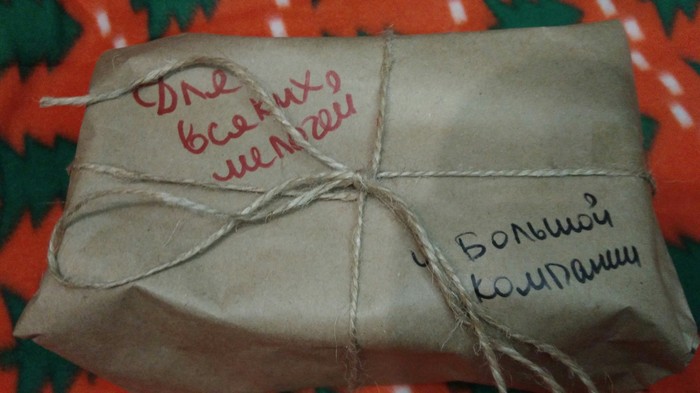 Для
всяких
мелочей
и Большой
компании